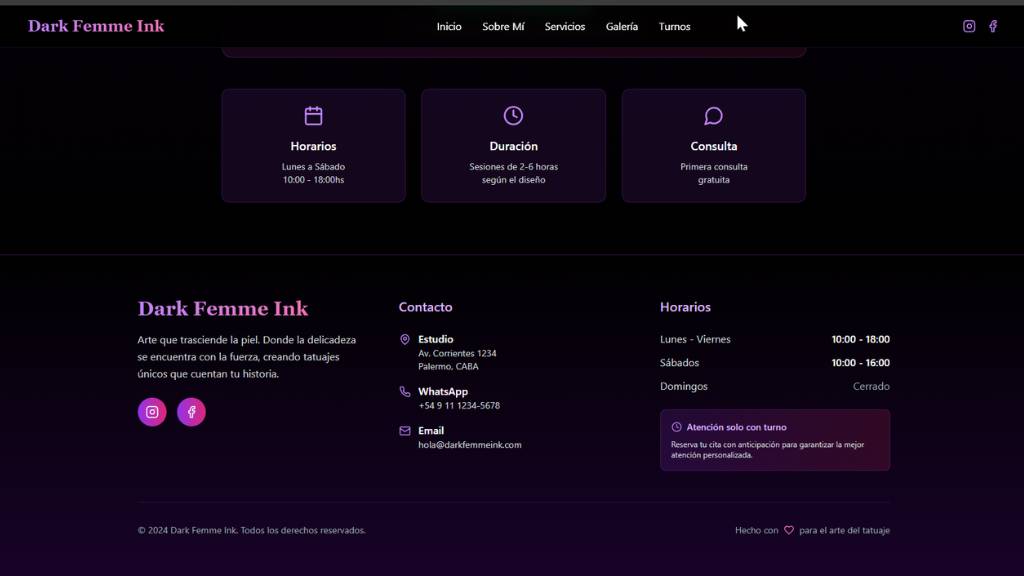 Dark Femme Ink
Inicio Sobre Mí Servicios Galería Turnos
Horarios
Lunes a Sábado
10:00 - 18:00hs
Duración
Sesiones de 2-6 horas
según el diseño
Consulta
Primera consulta
gratuita
Dark Femme Ink
Arte que trasciende la piel. Donde la delicadeza
se encuentra con la fuerza, creando tatuajes
únicos que cuentan tu historia.
Contacto
Estudio
Av. Corrientes 1234
Palermo, CABA
WhatsApp
+54 9 11 1234-5678
Email
hola@darkfemmeink.com
Horarios
Lunes - Viernes 10:00 - 18:00
Sábados 10:00 - 16:00
Domingos Cerrado
Atención solo con turno
Reserva tu cita con anticipación para garantizar la mejor
atención personalizada.
© 2024 Dark Femme Ink. Todos los derechos reservados.
Hecho con ♡ para el arte del tatuaje